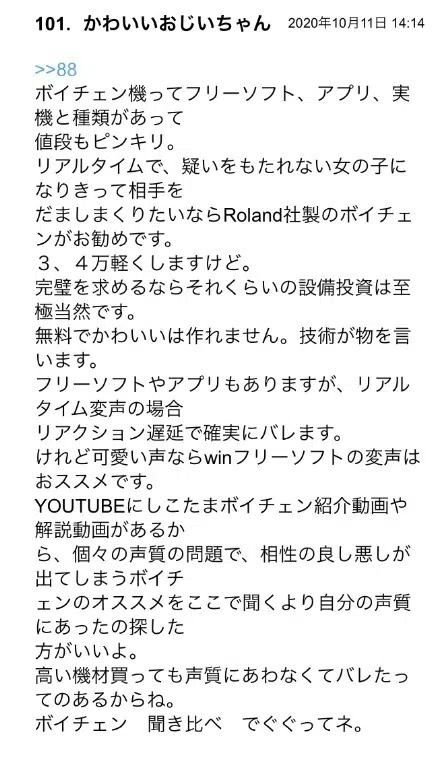 101. かわいいおじいちゃん 2020年10月11日 14:14
>>88
ボイチェン機ってフリーソフト、アプリ、実
機と種類があって
値段もピンキリ。
リアルタイムで、疑いをもたれない女の子に
なりきって相手を
だましまくりたいならRoland社製のボイチェ
ンがお勧めです。
３、４万軽くしますけど。
完璧を求めるならそれくらいの設備投資は至
極当然です。
無料でかわいいは作れません。技術が物を言
います。
フリーソフトやアプリもありますが、リアル
タイム変声の場合
リアクション遅延で確実にバレます。
けれど可愛い声ならwinフリーソフトの変声は
おススメです。
YOUTUBEにしこたまボイチェン紹介動画や
解説動画があるか
ら、個々の声質の問題で、相性の良し悪しが
出てしまうボイチ
ェンのオススメをここで聞くより自分の声質
にあったの探した
方がいいよ。
高い機材買っても声質にあわなくてバレたっ
てのあるからね。
ボイチェン　聞き比べ　でぐぐってネ。